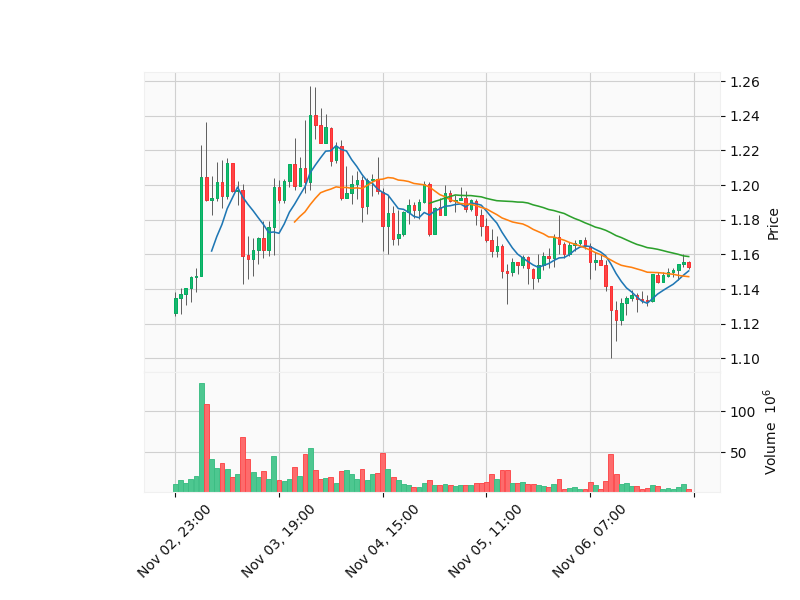 1.26
1.24
1.22
1.20
1.18
1.16
1.14
1.12
1.10
Price
100
50
Volume 10^6
Nov 02, 23:00
Nov 03, 19:00
Nov 04, 15:00
Nov 05, 11:00
Nov 06, 07:00